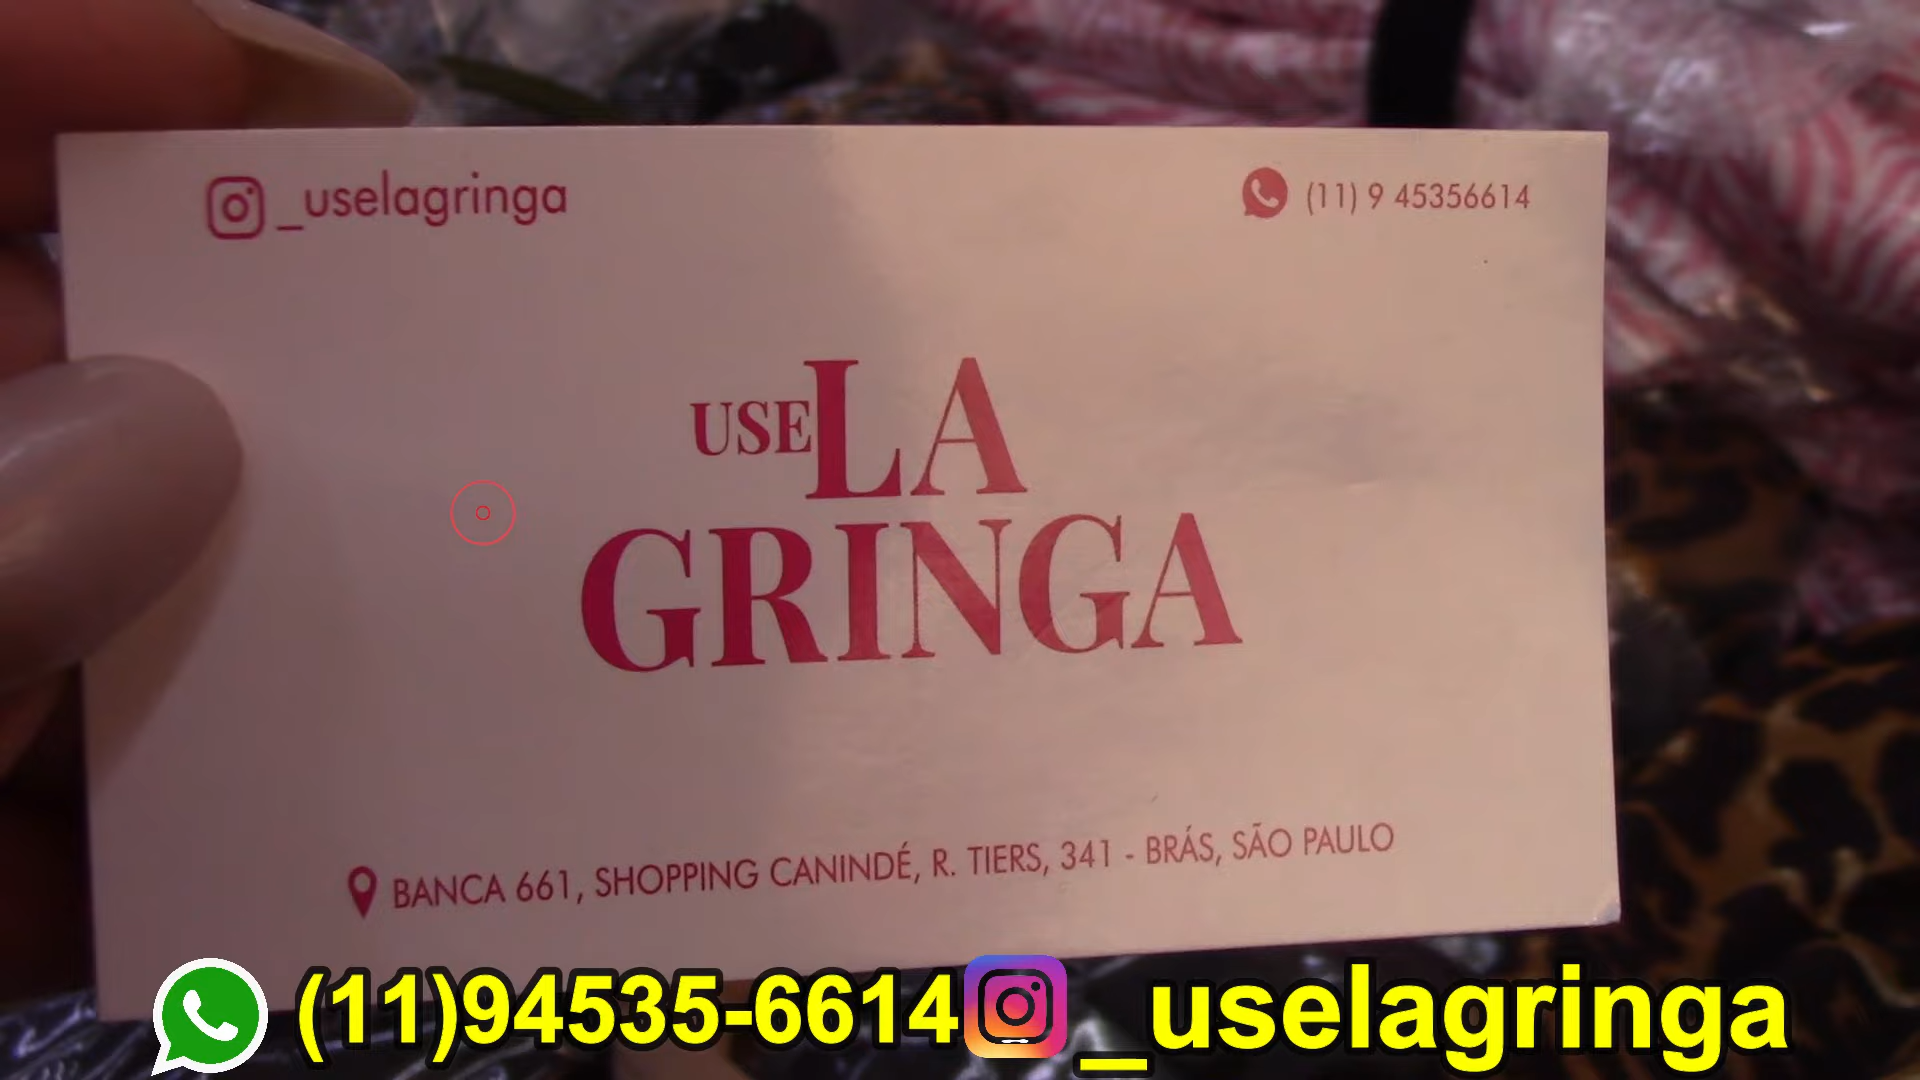 _uselagringa
(11) 9 45356614
USE LA
GRINGA
BANCA 661, SHOPPING CANINDÉ, R. TIERS, 341 - BRÁS, SÃO PAULO
(11)94535-6614 _uselagringa